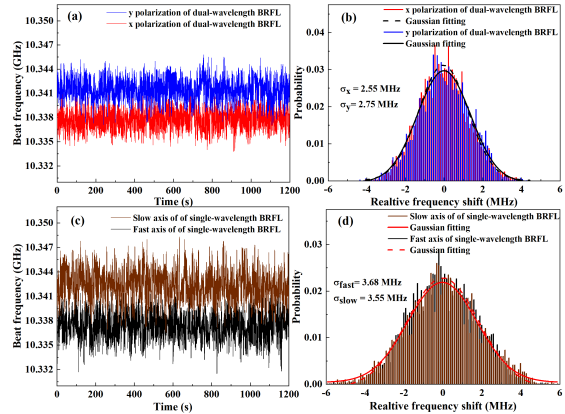 (a)
y polarization of dual-wavelength BRFL
x polarization of dual-wavelength BRFL
Beat frequency (GHz)
10.350
10.347
10.344
10.341
10.338
10.335
10.332
0 200 400 600 800 1000 1200
Time (s)
(b)
x polarization of dual-wavelength BRFL
Gaussian fitting
y polarization of dual-wavelength BRFL
Gaussian fitting
σx = 2.55 MHz
σy= 2.75 MHz
Probability
0.04
0.03
0.02
0.01
0.00
-6 -4 -2 0 2 4 6
Realtive frequency shift (MHz)
(c)
Slow axis of of single-wavelength BRFL
Fast axis of single-wavelength BRFL
Beat frequency (GHz)
10.350
10.347
10.344
10.341
10.338
10.335
10.332
0 200 400 600 800 1000 1200
Time (s)
(d)
Slow axis of of single-wavelength BRFL
Gaussian fitting
Fast axis of single-wavelength BRFL
Gaussian fitting
σfast= 3.68 MHz
σslow = 3.55 MHz
Probability
0.03
0.02
0.01
0.00
-6 -4 -2 0 2 4 6
Realtive frequency shift (MHz)